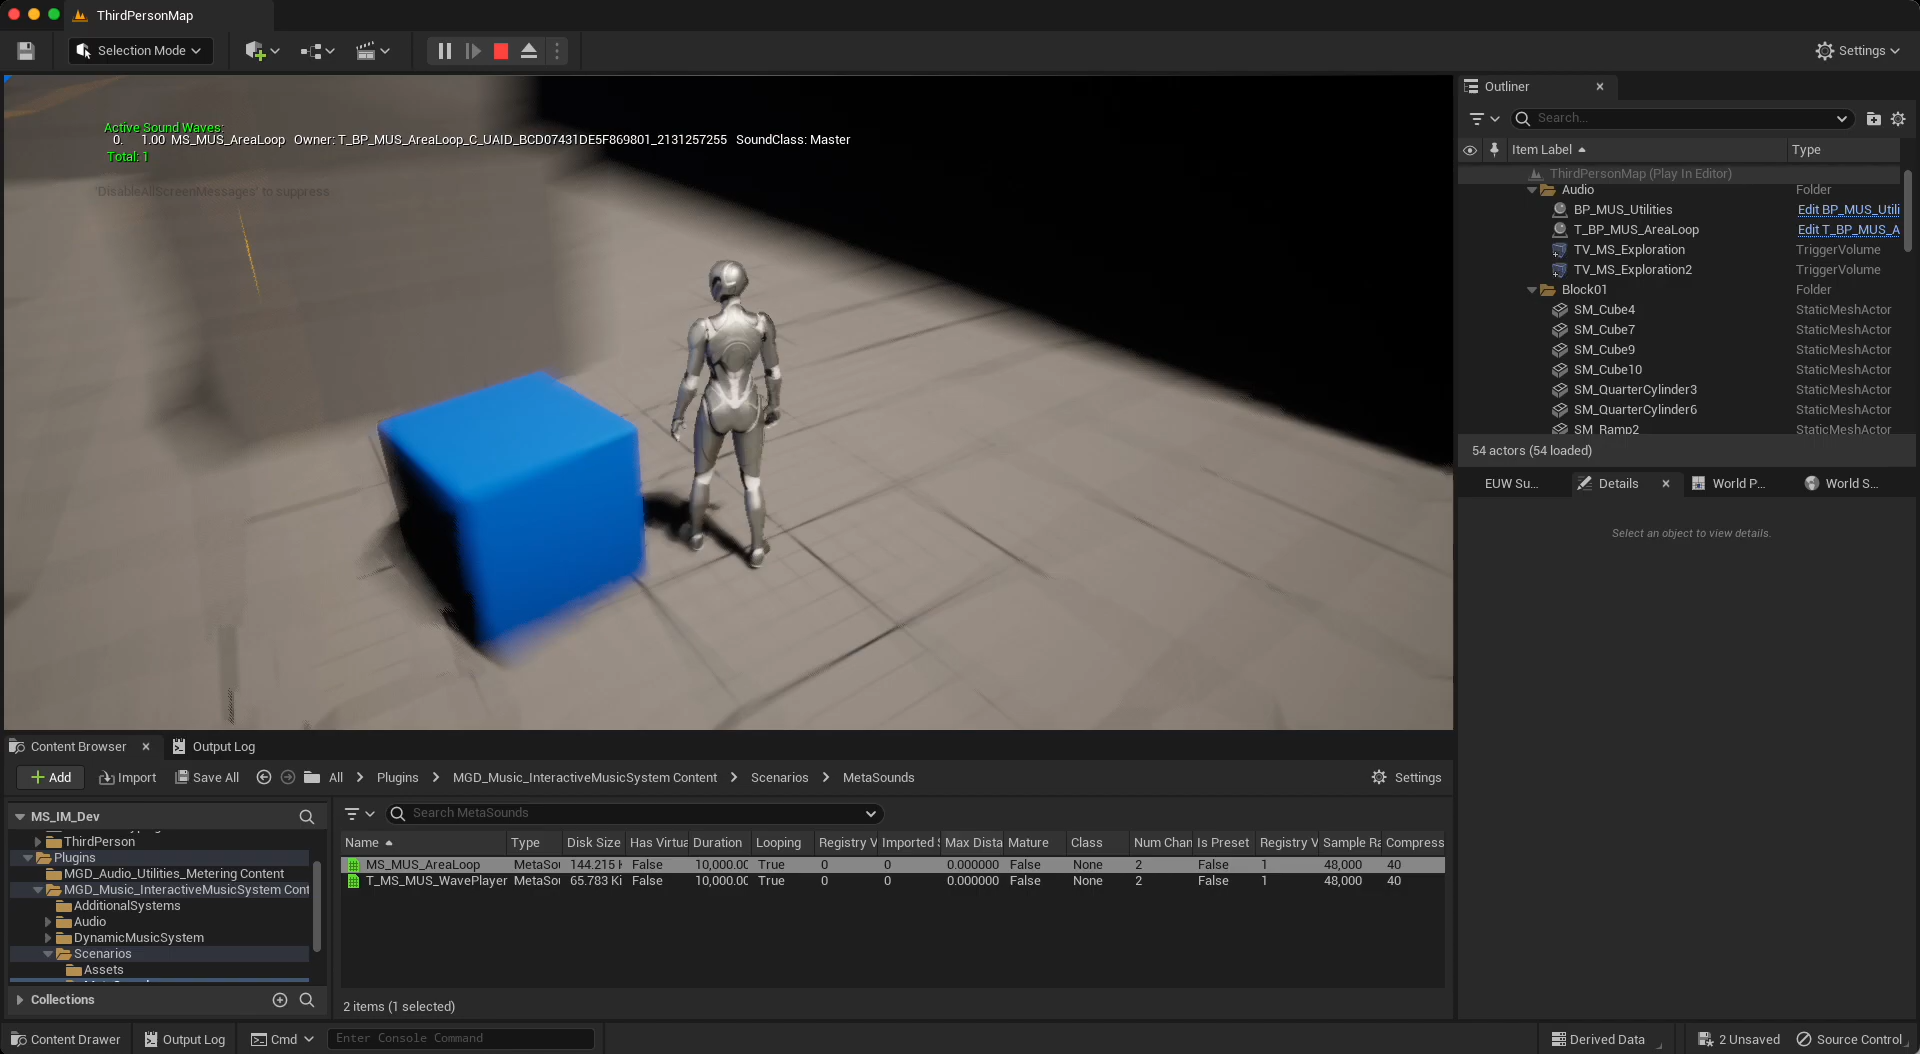 ThirdPersonMap
Selection Mode
Settings
Active Sound Waves:
0. 1.00 MS_MUS_AreaLoop Owner: T_BP_MUS_AreaLoop_C_UAID_BCD07431DE5F869801_2131257255 SoundClass: Master
Total: 1
'DisableAllScreenMessages' to suppress
Outliner
Search...
Item Label Type
ThirdPersonMap (Play In Editor)
Audio Folder
BP_MUS_Utilities Edit BP_MUS_Utili
T_BP_MUS_AreaLoop Edit T_BP_MUS_A
TV_MS_Exploration TriggerVolume
TV_MS_Exploration2 TriggerVolume
Block01 Folder
SM_Cube4 StaticMeshActor
SM_Cube7 StaticMeshActor
SM_Cube9 StaticMeshActor
SM_Cube10 StaticMeshActor
SM_QuarterCylinder3 StaticMeshActor
SM_QuarterCylinder6 StaticMeshActor
SM_Ramp2 StaticMeshActor
54 actors (54 loaded)
EUW Su... Details World P... World S...
Select an object to view details.
Content Browser Output Log
Add Import Save All All Plugins MGD_Music_InteractiveMusicSystem Content Scenarios MetaSounds Settings
MS_IM_Dev
ThirdPerson
Plugins
MGD_Audio_Utilities_Metering Content
MGD_Music_InteractiveMusicSystem Cont
AdditionalSystems
Audio
DynamicMusicSystem
Scenarios
Assets
Collections
Search MetaSounds
Name Type Disk Size Has Virtua Duration Looping Registry V Imported S Max Dista Mature Class Num Chan Is Preset Registry V Sample Ra Compress
MS_MUS_AreaLoop MetaSou 144.215 K False 10,000.00 True 0 0 0.000000 False None 2 False 1 48,000 40
T_MS_MUS_WavePlayer MetaSou 65.783 Ki False 10,000.00 True 0 0 0.000000 False None 2 False 1 48,000 40
2 items (1 selected)
Content Drawer Output Log Cmd Enter Console Command Derived Data 2 Unsaved Source Control